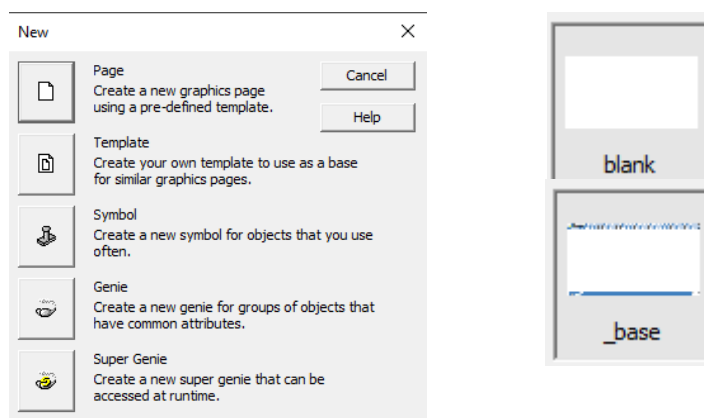 New
Page
Create a new graphics page
using a pre-defined template.
Cancel
Help
Template
Create your own template to use as a base
for similar graphics pages.
Symbol
Create a new symbol for objects that you use
often.
Genie
Create a new genie for groups of objects that
have common attributes.
Super Genie
Create a new super genie that can be
accessed at runtime.
blank
_base